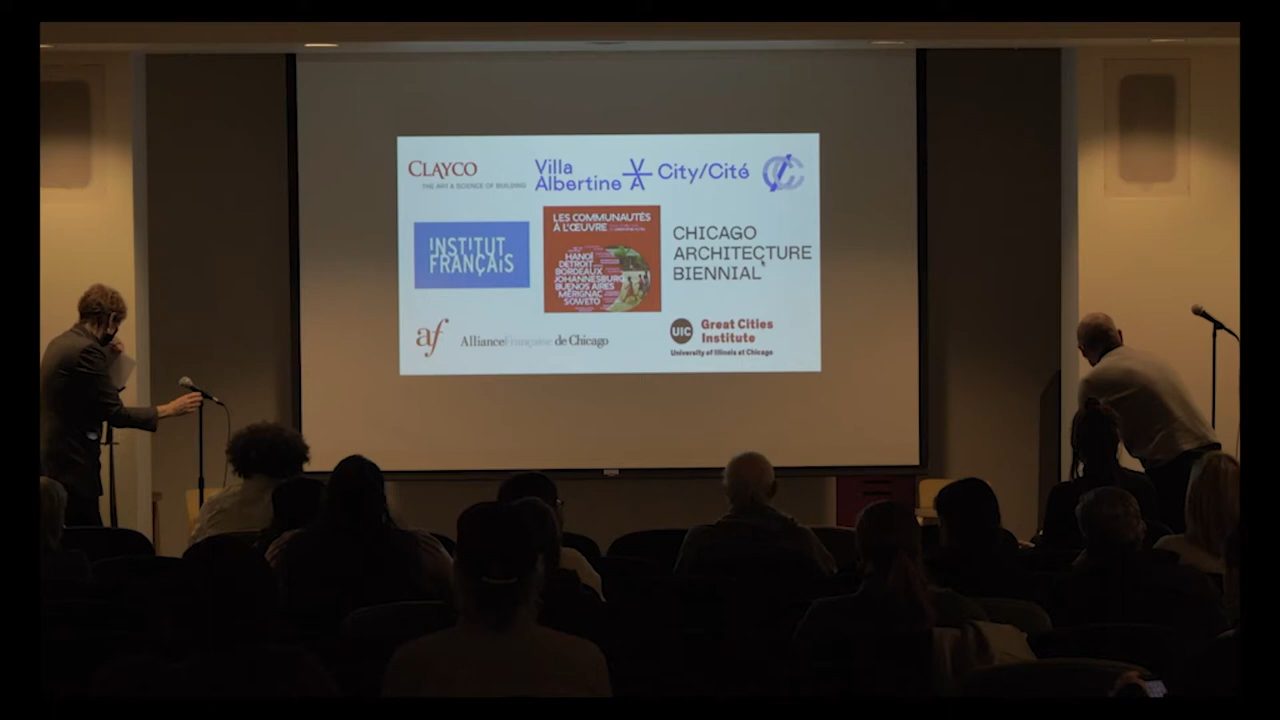 CLAYCO
THE ART & SCIENCE OF BUILDING
Villa
Albertine
VA
City/Cité
INSTITUT
FRANÇAIS
LES COMMUNAUTÉS
À L'ŒUVRE
HANOÏ
DETROIT
BORDEAUX
JOHANNESBURG
BUENOS AIRES
MÉRIGNAC
SOWETO
CHICAGO
ARCHITECTURE
BIENNIAL
af
AllianceFrançaise de Chicago
UIC
Great Cities
Institute
University of Illinois at Chicago